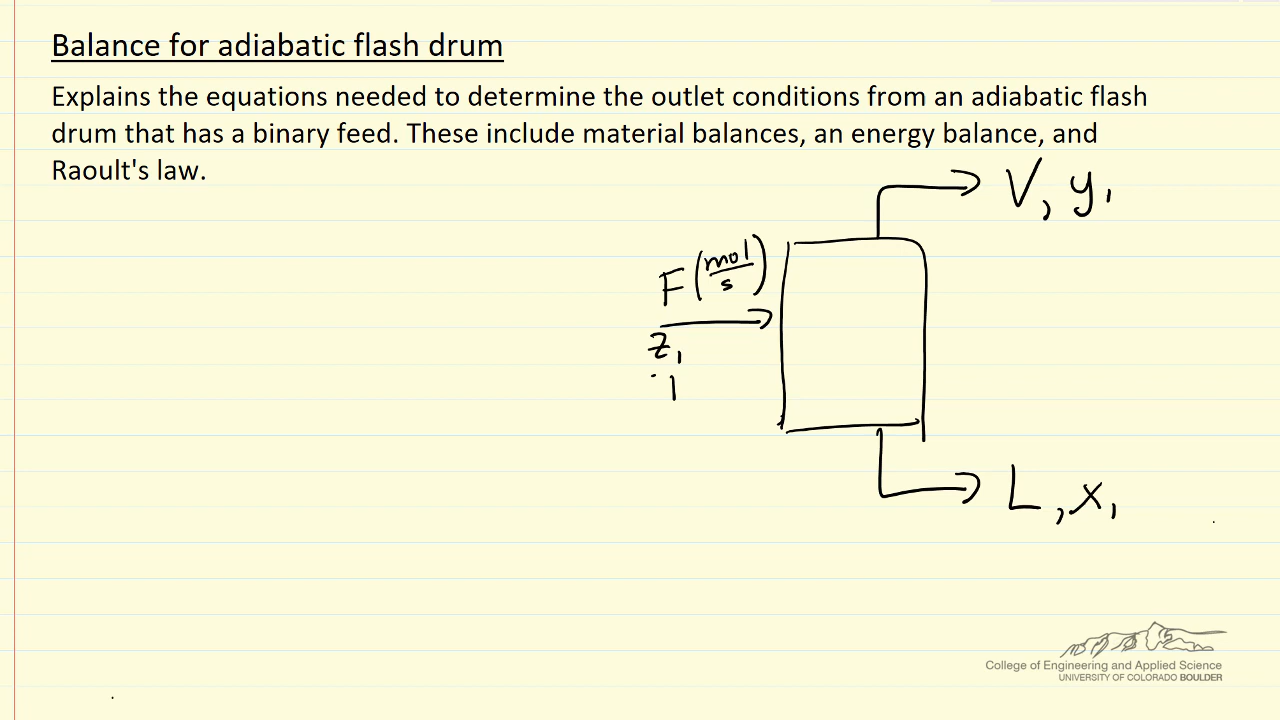 Balance for adiabatic flash drum
Explains the equations needed to determine the outlet conditions from an adiabatic flash
drum that has a binary feed. These include material balances, an energy balance, and
Raoult's law.
V, y₁
F (mol/s)
z₁
L, x₁
College of Engineering and Applied Science
UNIVERSITY OF COLORADO BOULDER